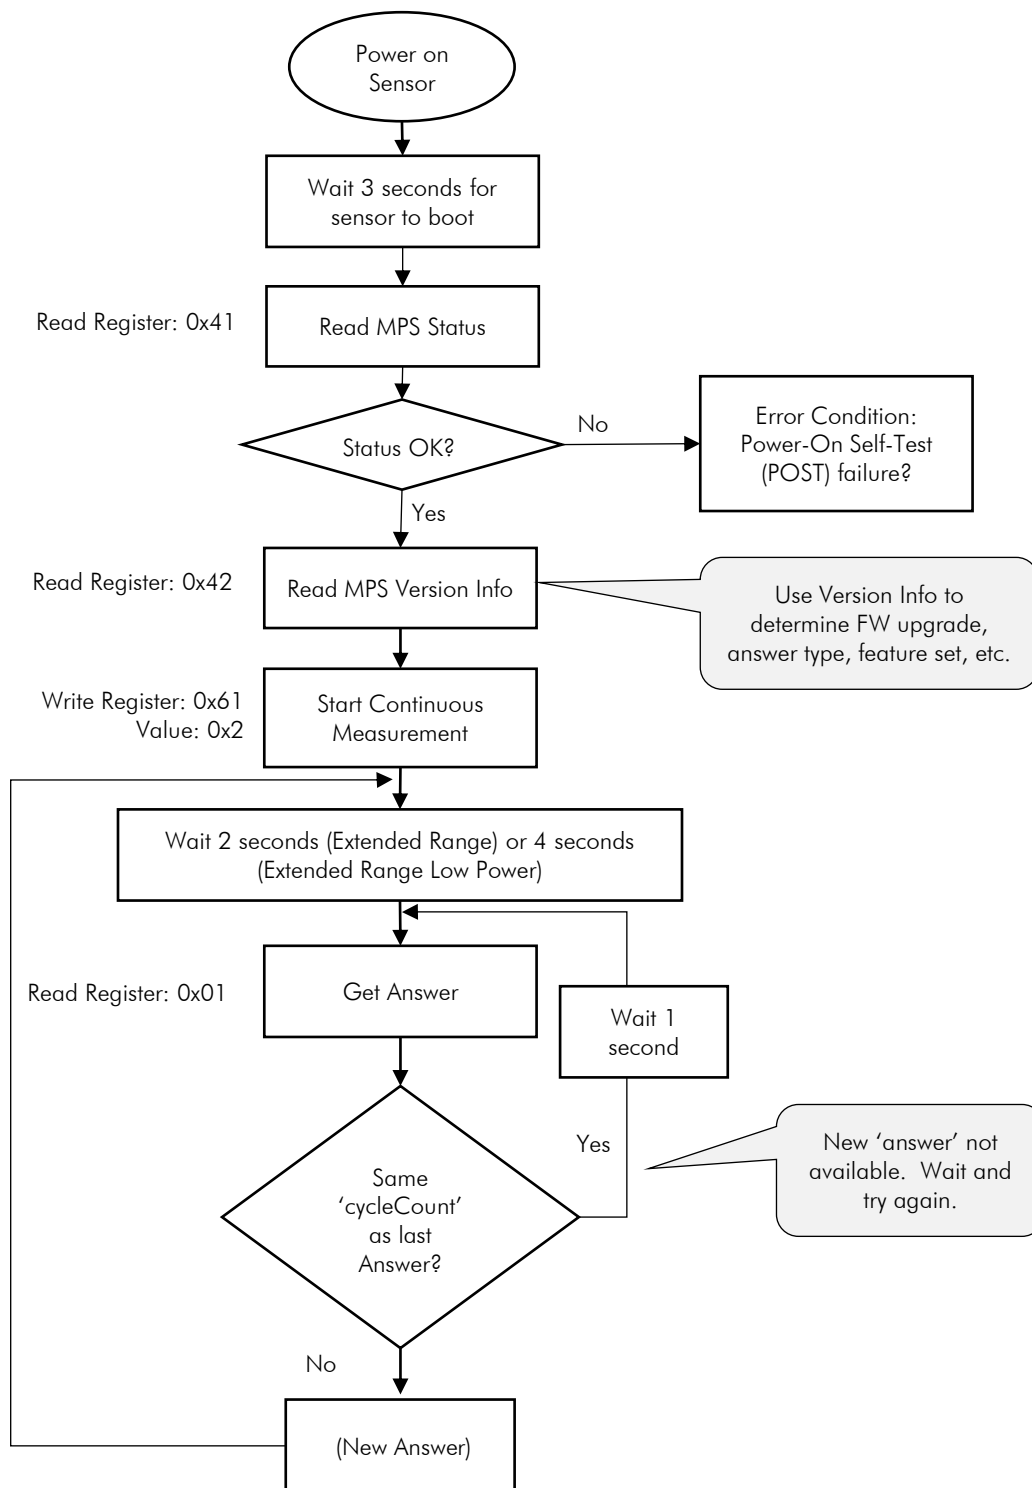 Power on
Sensor
Wait 3 seconds for
sensor to boot
Read Register: 0x41
Read MPS Status
Status OK?
No
Error Condition:
Power-On Self-Test
(POST) failure?
Yes
Read Register: 0x42
Read MPS Version Info
Use Version Info to
determine FW upgrade,
answer type, feature set, etc.
Write Register: 0x61
Value: 0x2
Start Continuous
Measurement
Wait 2 seconds (Extended Range) or 4 seconds
(Extended Range Low Power)
Read Register: 0x01
Get Answer
Wait 1
second
Yes
New ‘answer’ not
available.  Wait and
try again.
Same
‘cycleCount’
as last
Answer?
No
(New Answer)